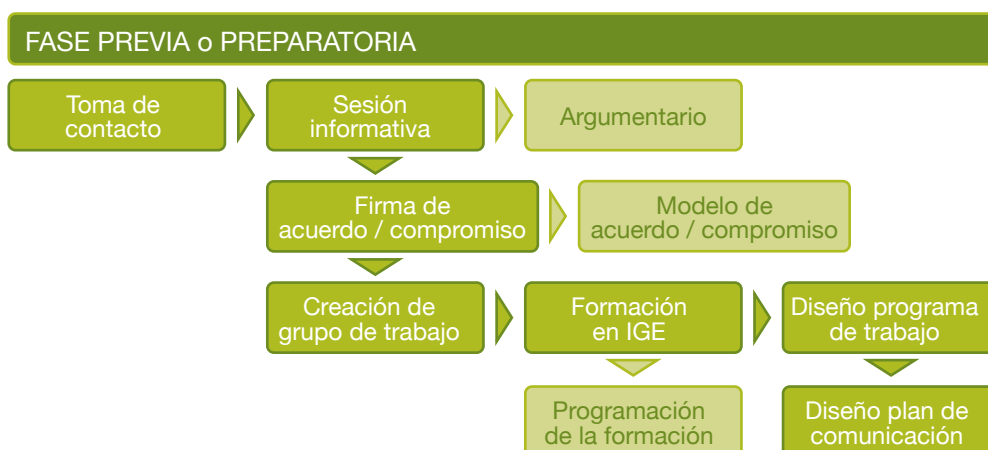 FASE PREVIA o PREPARATORIA
Toma de
contacto
Sesión
informativa
Argumentario
Firma de
acuerdo / compromiso
Modelo de
acuerdo / compromiso
Creación de
grupo de trabajo
Formación
en IGE
Diseño programa
de trabajo
Programación
de la formación
Diseño plan de
comunicación